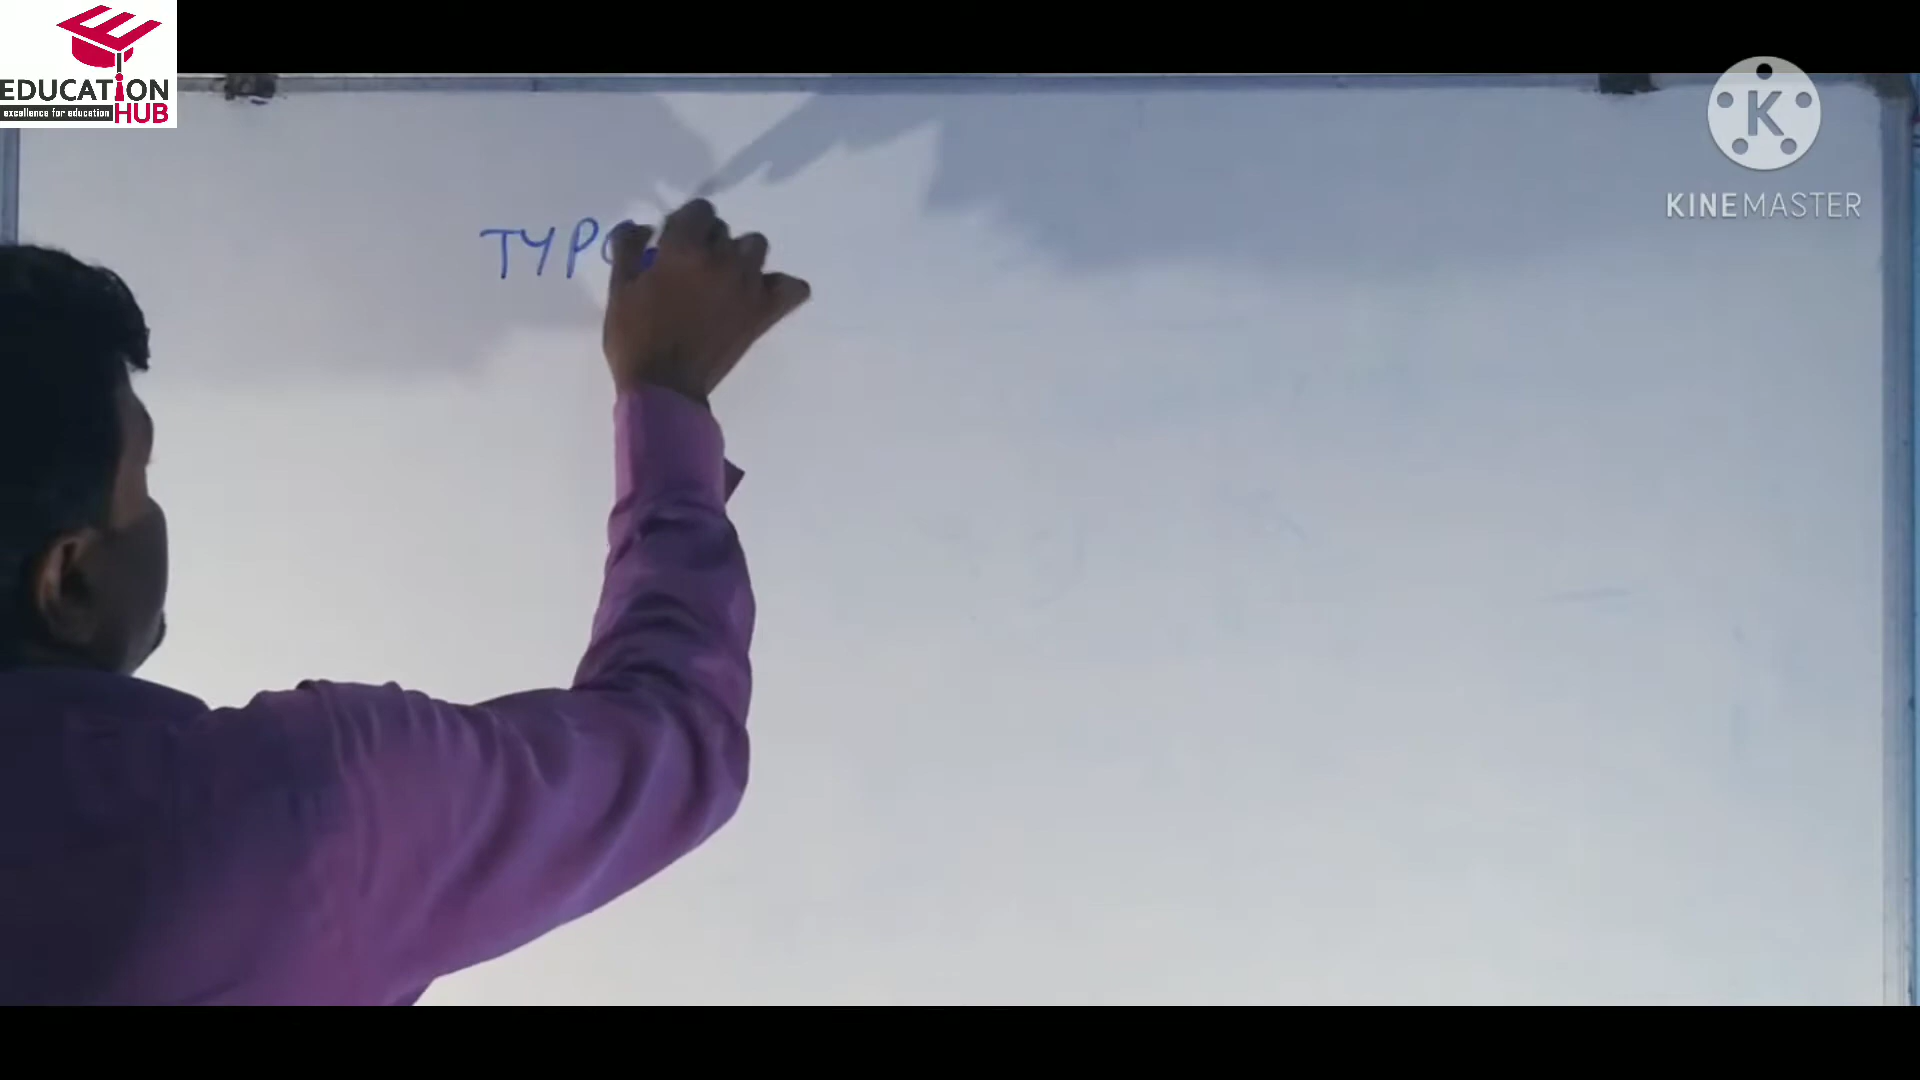 EDUCATION
excellence for education HUB
KINEMASTER
TYP